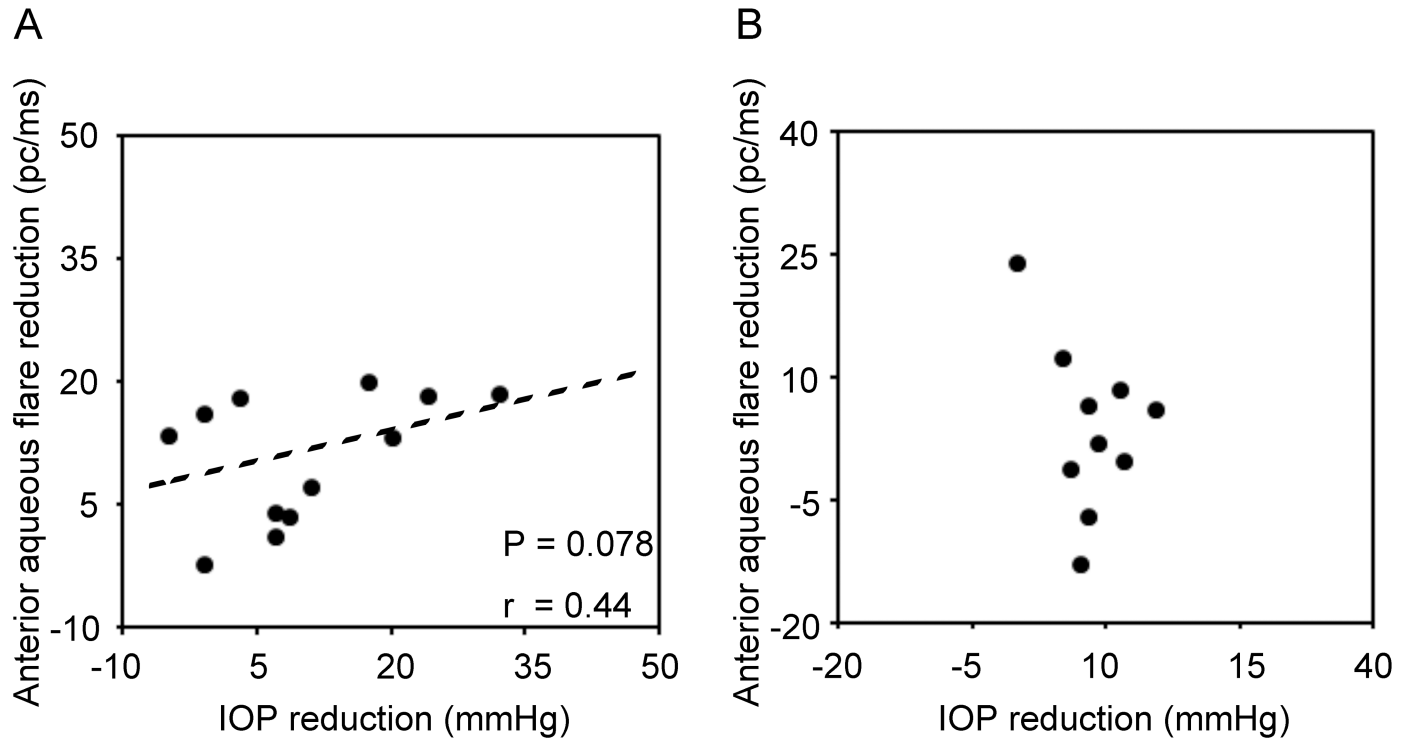 A
Anterior aqueous flare reduction (pc/ms)
50
35
20
5
-10
P = 0.078
r = 0.44
-10 5 20 35 50
IOP reduction (mmHg)
B
Anterior aqueous flare reduction (pc/ms)
40
25
10
-5
-20
-20 -5 10 15 40
IOP reduction (mmHg)